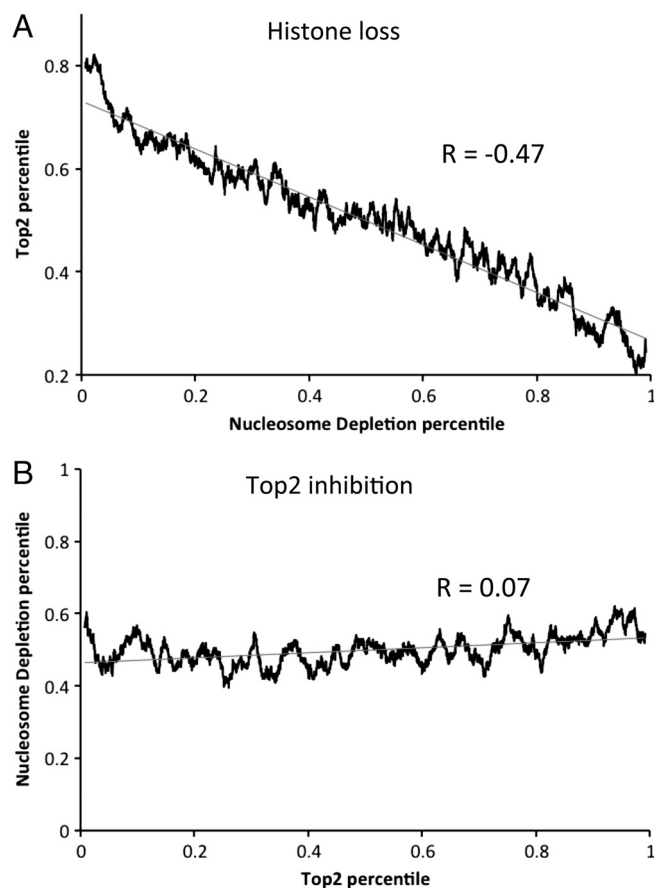 A
Histone loss
0.8
0.6
0.4
0.2
Top2 percentile
R = -0.47
0 0.2 0.4 0.6 0.8 1
Nucleosome Depletion percentile
B
Top2 inhibition
1
0.8
0.6
0.4
0.2
0
Nucleosome Depletion percentile
R = 0.07
0 0.2 0.4 0.6 0.8 1
Top2 percentile